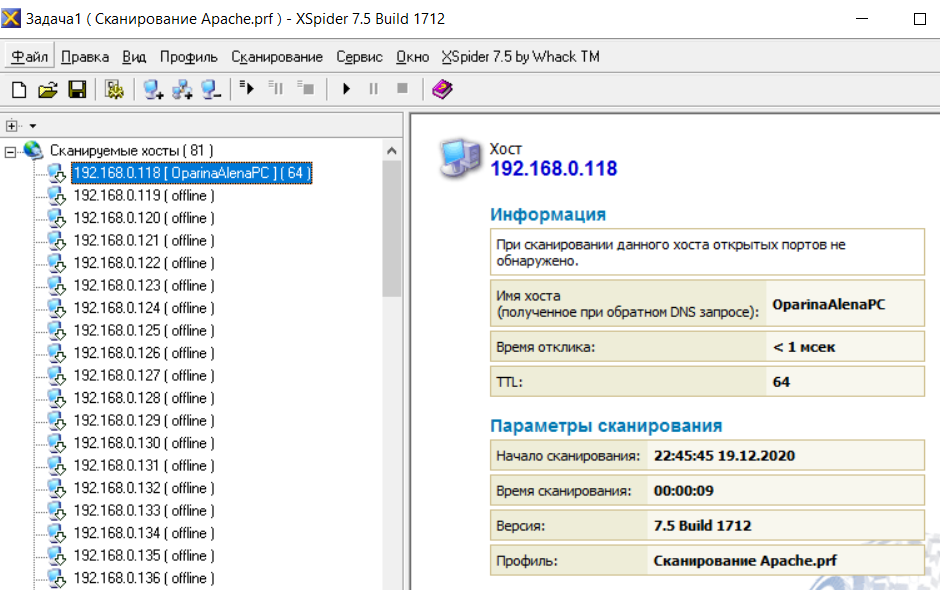 Задача1 ( Сканирование Apache.prf ) - XSpider 7.5 Build 1712
Файл Правка Вид Профиль Сканирование Сервис Окно XSpider 7.5 by Whack TM
Сканируемые хосты ( 81 )
192.168.0.118 [ OparinaAlenaPC ] ( 64 )
192.168.0.119 ( offline )
192.168.0.120 ( offline )
192.168.0.121 ( offline )
192.168.0.122 ( offline )
192.168.0.123 ( offline )
192.168.0.124 ( offline )
192.168.0.125 ( offline )
192.168.0.126 ( offline )
192.168.0.127 ( offline )
192.168.0.128 ( offline )
192.168.0.129 ( offline )
192.168.0.130 ( offline )
192.168.0.131 ( offline )
192.168.0.132 ( offline )
192.168.0.133 ( offline )
192.168.0.134 ( offline )
192.168.0.135 ( offline )
192.168.0.136 ( offline )
Хост
192.168.0.118
Информация
При сканировании данного хоста открытых портов не
обнаружено.
Имя хоста
(полученное при обратном DNS запросе): OparinaAlenaPC
Время отклика: < 1 мсек
TTL: 64
Параметры сканирования
Начало сканирования: 22:45:45 19.12.2020
Время сканирования: 00:00:09
Версия: 7.5 Build 1712
Профиль: Сканирование Apache.prf